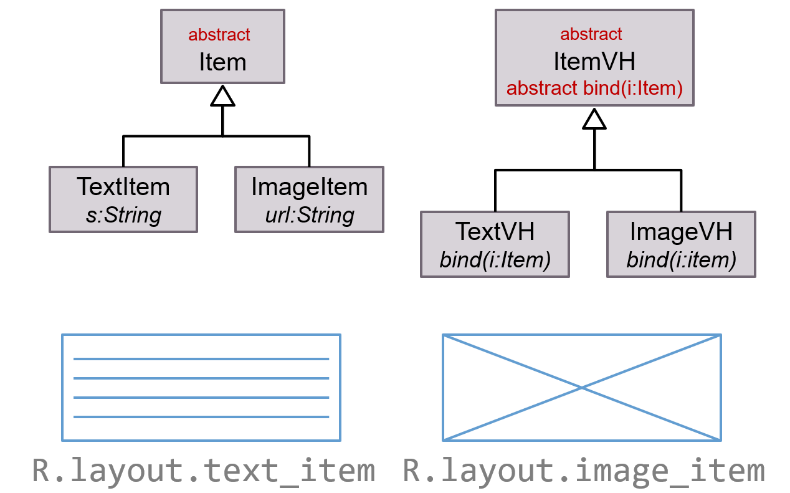 abstract
Item
TextItem
s:String
ImageItem
url:String
abstract
ItemVH
abstract bind(i:Item)
TextVH
bind(i:Item)
ImageVH
bind(i:item)
R.layout.text_item
R.layout.image_item